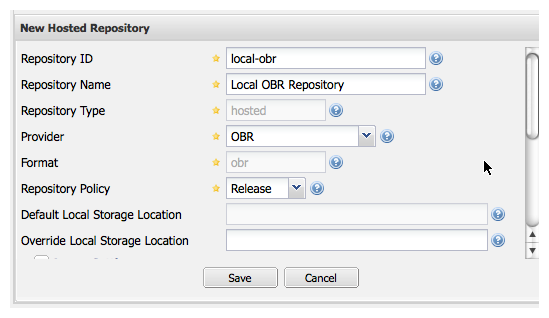 New Hosted Repository
Repository ID local-obr
Repository Name Local OBR Repository
Repository Type hosted
Provider OBR
Format obr
Repository Policy Release
Default Local Storage Location
Override Local Storage Location
Save Cancel